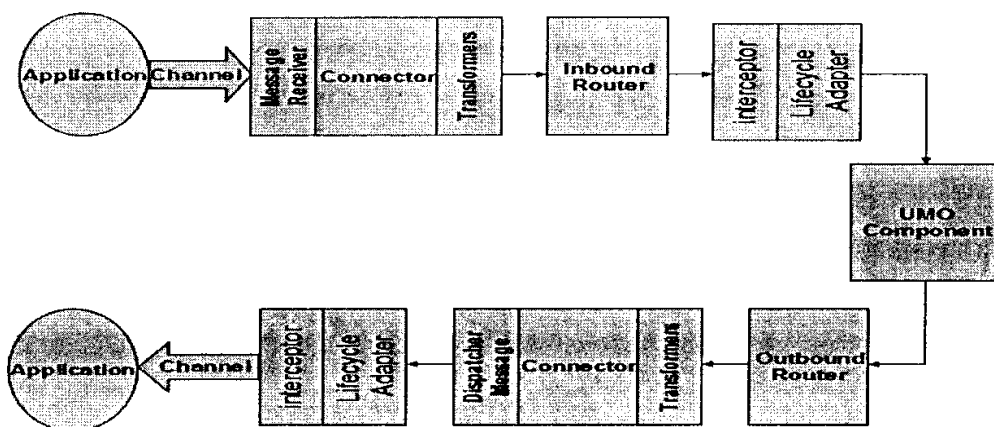 Application
Channel
Message
Receiver
Connector
Transformers
Inbound
Router
Interceptor
Lifecycle
Adapter
UMO
Component
Application
Channel
Interceptor
Lifecycle
Adapter
Dispatcher
Message
Connector
Transformers
Outbound
Router